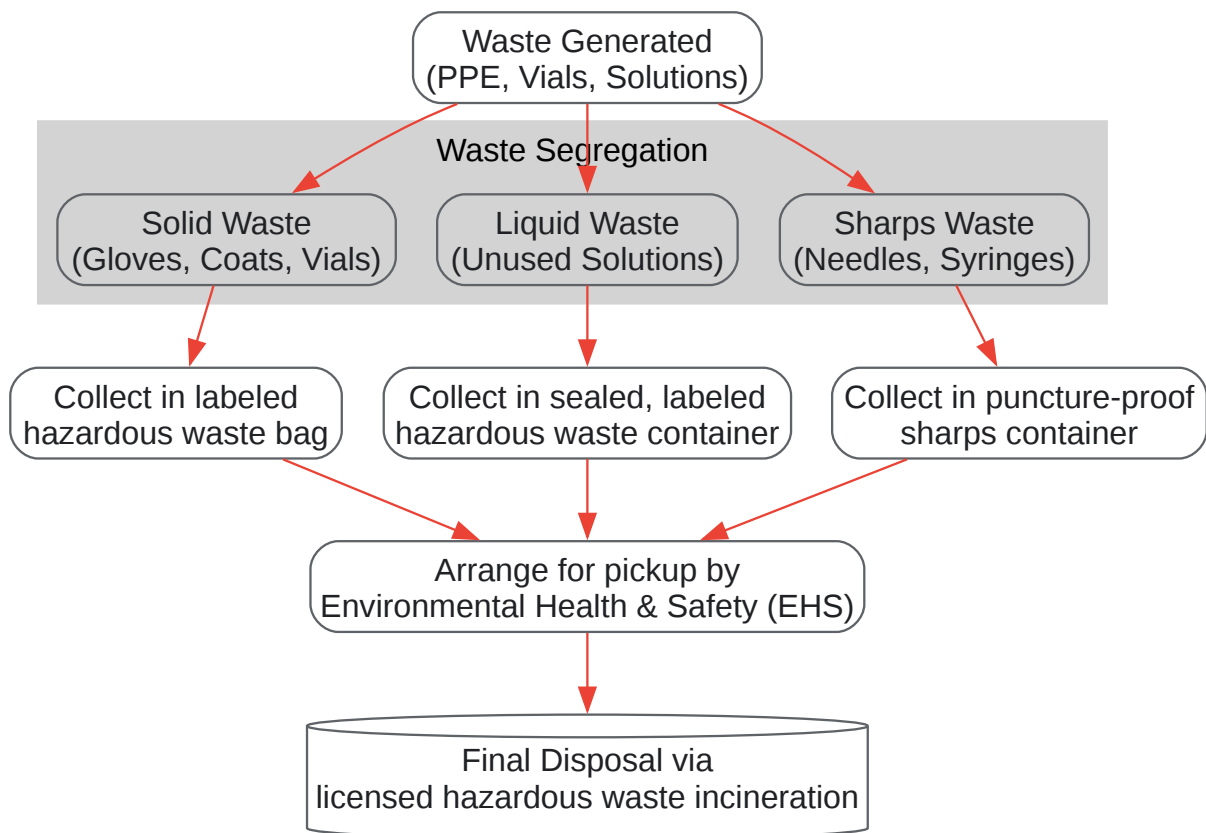 Waste Generated
(PPE, Vials, Solutions)
Waste Segregation
Solid Waste
(Gloves, Coats, Vials)
Liquid Waste
(Unused Solutions)
Sharps Waste
(Needles, Syringes)
Collect in labeled
hazardous waste bag
Collect in sealed, labeled
hazardous waste container
Collect in puncture-proof
sharps container
Arrange for pickup by
Environmental Health & Safety (EHS)
Final Disposal via
licensed hazardous waste incineration